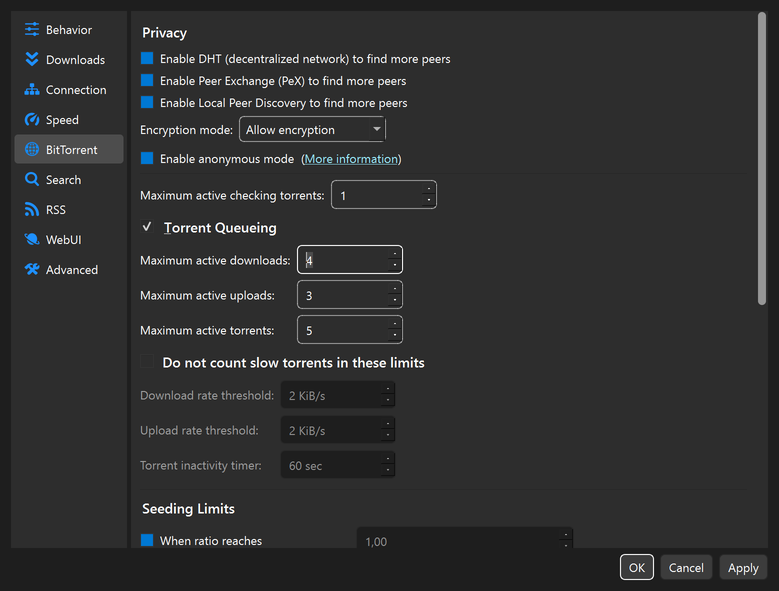 Behavior
Downloads
Connection
Speed
BitTorrent
Search
RSS
WebUI
Advanced
Privacy
Enable DHT (decentralized network) to find more peers
Enable Peer Exchange (PeX) to find more peers
Enable Local Peer Discovery to find more peers
Encryption mode: Allow encryption
Enable anonymous mode (More information)
Maximum active checking torrents: 1
Torrent Queueing
Maximum active downloads: 4
Maximum active uploads: 3
Maximum active torrents: 5
Do not count slow torrents in these limits
Download rate threshold: 2 KiB/s
Upload rate threshold: 2 KiB/s
Torrent inactivity timer: 60 sec
Seeding Limits
When ratio reaches 1,00
OK Cancel Apply